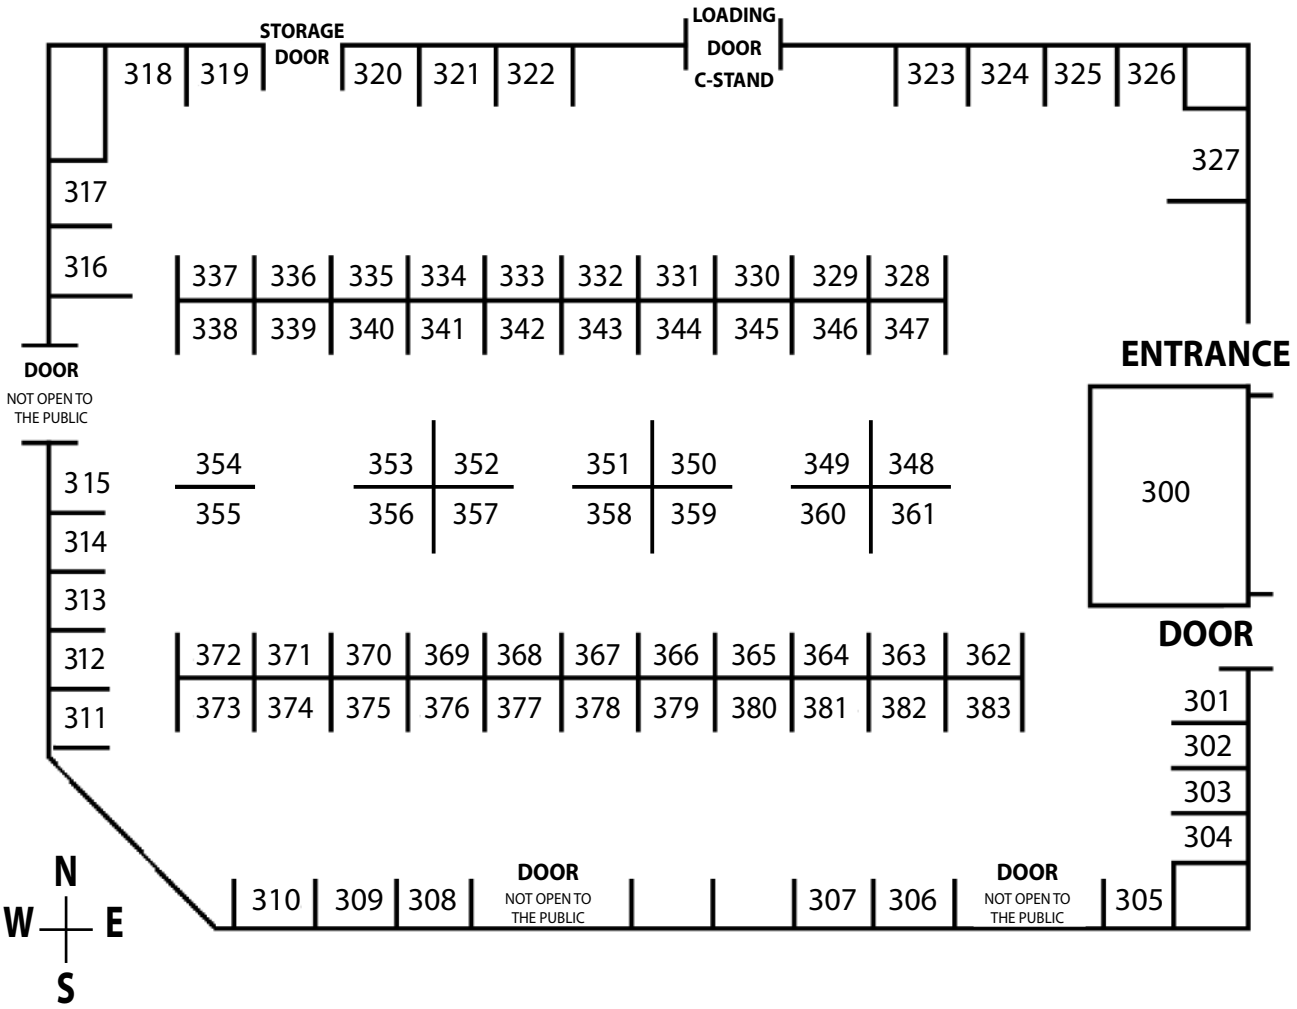 LOADING
DOOR
C-STAND
STORAGE
DOOR
318 319 320 321 322 323 324 325 326
327
317
316
337 336 335 334 333 332 331 330 329 328
338 339 340 341 342 343 344 345 346 347
ENTRANCE
DOOR
NOT OPEN TO
THE PUBLIC
354 353 352 351 350 349 348
355 356 357 358 359 360 361
300
315
314
313
312
311
DOOR
372 371 370 369 368 367 366 365 364 363 362
373 374 375 376 377 378 379 380 381 382 383
301
302
303
304
310 309 308
DOOR
NOT OPEN TO
THE PUBLIC
307 306
DOOR
NOT OPEN TO
THE PUBLIC
305
N
W E
S